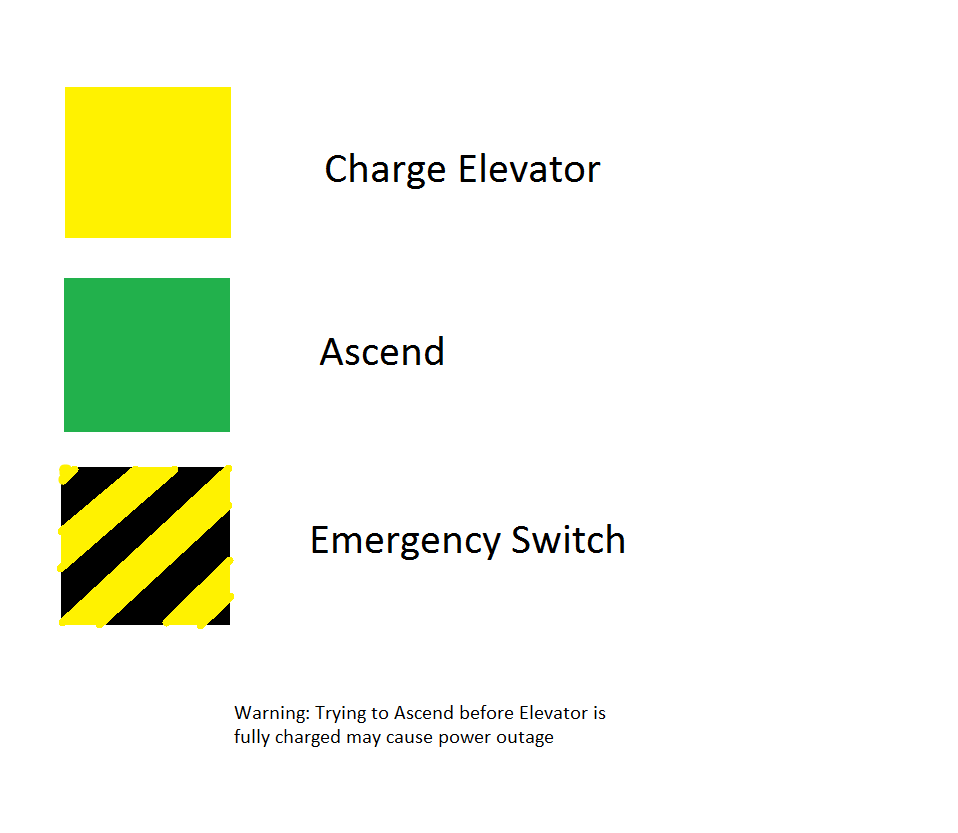 Charge Elevator
Ascend
Emergency Switch
Warning: Trying to Ascend before Elevator is
fully charged may cause power outage